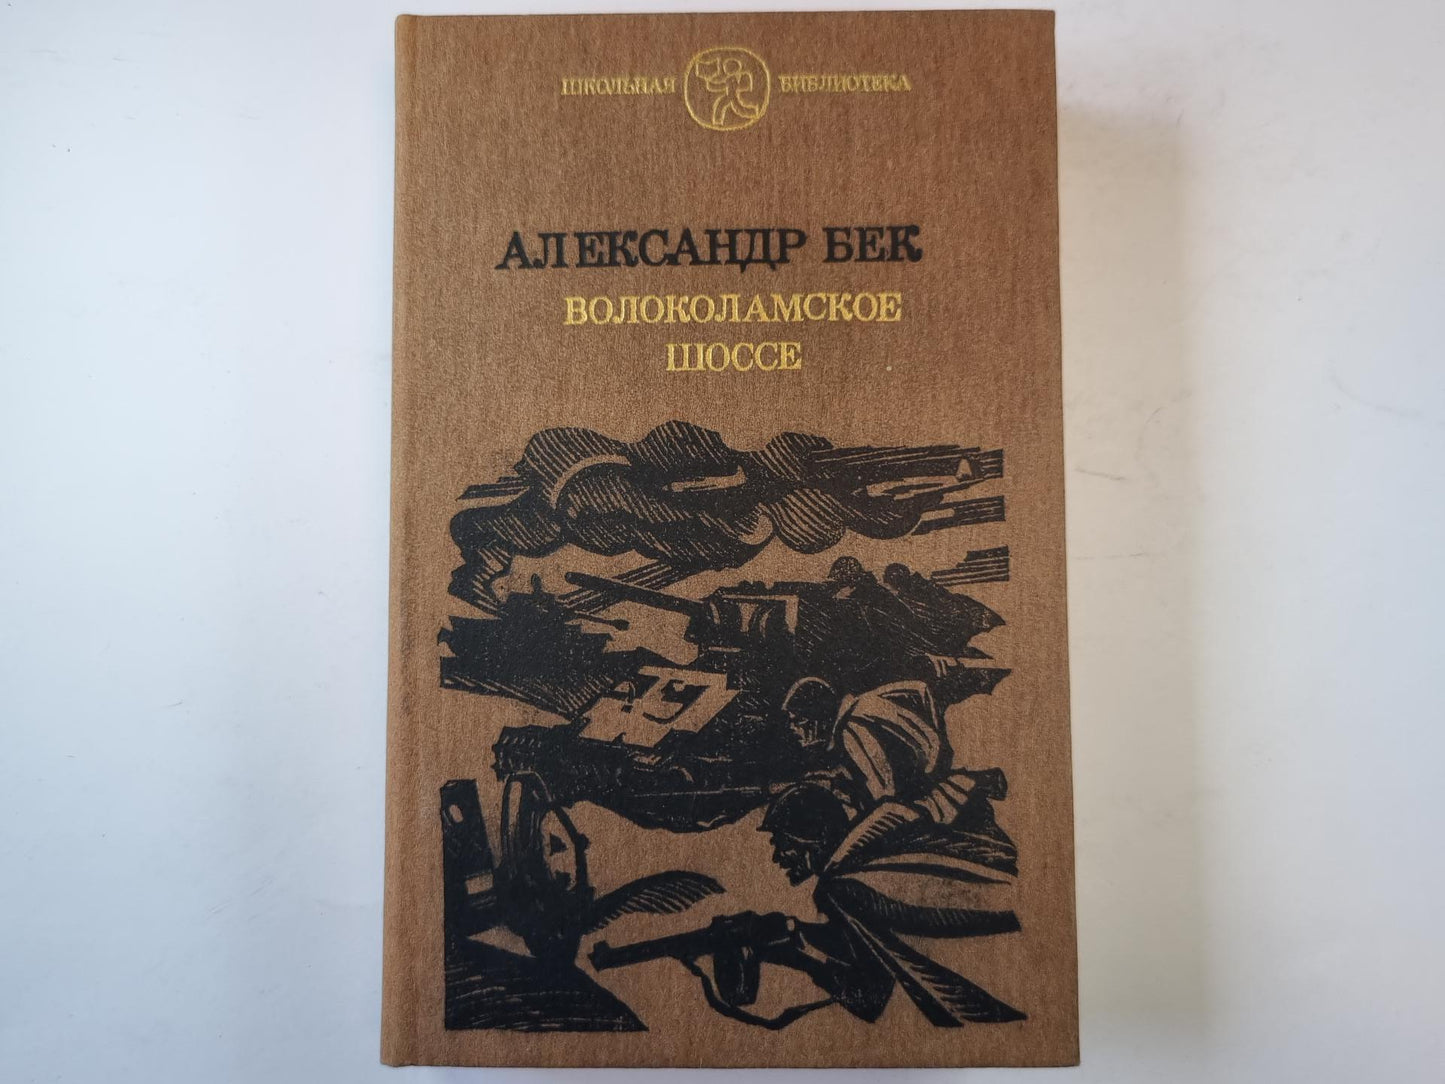 ШКОЛЬНАЯ БИБЛИОТЕКА
АЛЕКСАНДР БЕК
ВОЛОКОЛАМСКОЕ
ШОССЕ